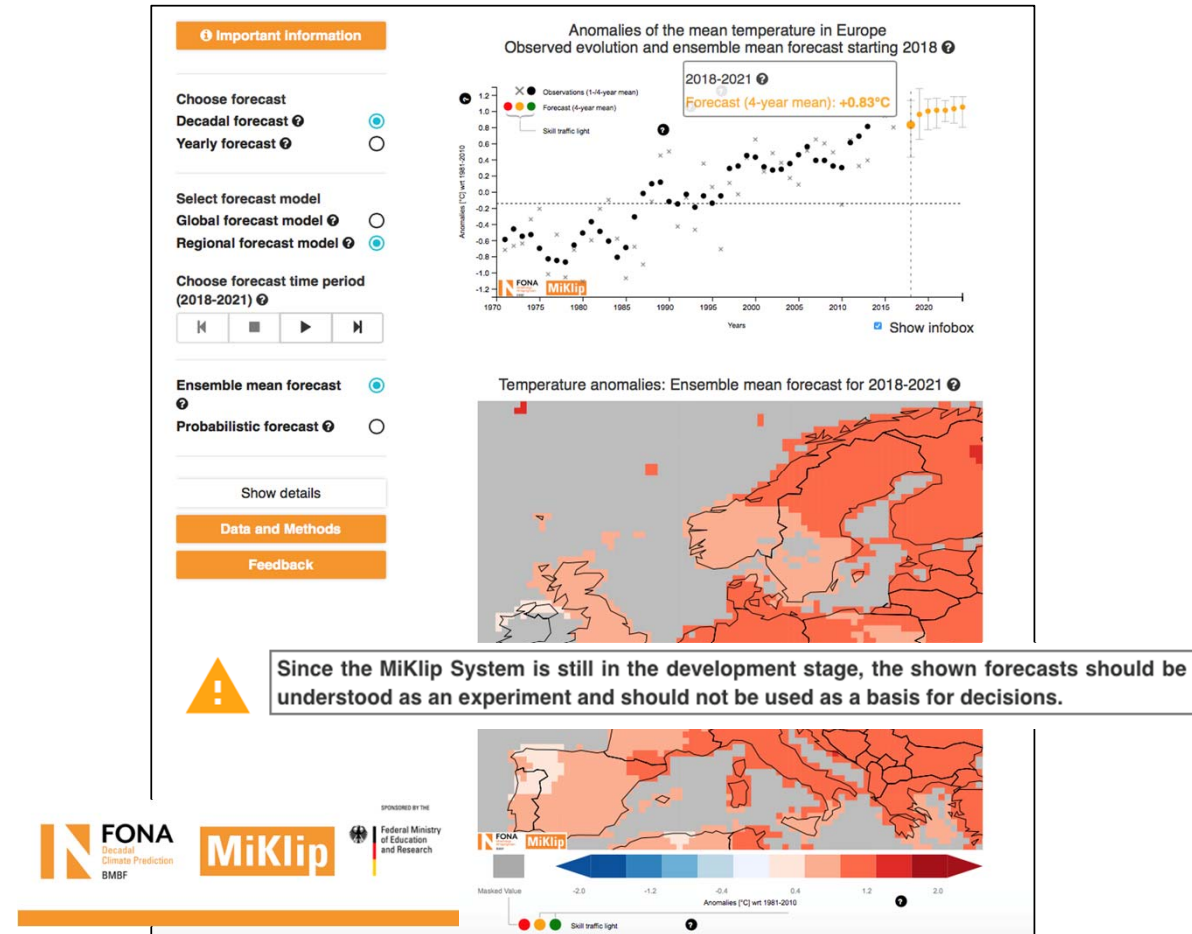 Important information
Choose forecast
Decadal forecast ?
Yearly forecast ?
Select forecast model
Global forecast model ?
Regional forecast model ?
Choose forecast time period
(2018-2021) ?
Ensemble mean forecast
?
Probabilistic forecast ?
Show details
Data and Methods
Feedback
Anomalies of the mean temperature in Europe
Observed evolution and ensemble mean forecast starting 2018 ?
2018-2021 ?
Forecast (4-year mean): +0.83°C
Observations (1-/4-year mean)
Forecast (4-year mean)
Skill traffic light
Anomalies [°C] wrt 1981-2010
1.2
1.0
0.8
0.6
0.4
0.2
0.0
-0.2
-0.4
-0.6
-0.8
-1.0
-1.2
FONA
MiKlip
1970 1975 1980 1985 1990 1995 2000 2005 2010 2015 2020
Years
Show infobox
Temperature anomalies: Ensemble mean forecast for 2018-2021 ?
Since the MiKlip System is still in the development stage, the shown forecasts should be
understood as an experiment and should not be used as a basis for decisions.
FONA
MiKlip
Masked Value
-2.0 -1.2 -0.4 0.4 1.2 2.0
Anomalies [°C] wrt 1981-2010
?
Skill traffic light
?
FONA
Decadal
Climate Prediction
BMBF
MiKlip
SPONSORED BY THE
Federal Ministry
of Education
and Research